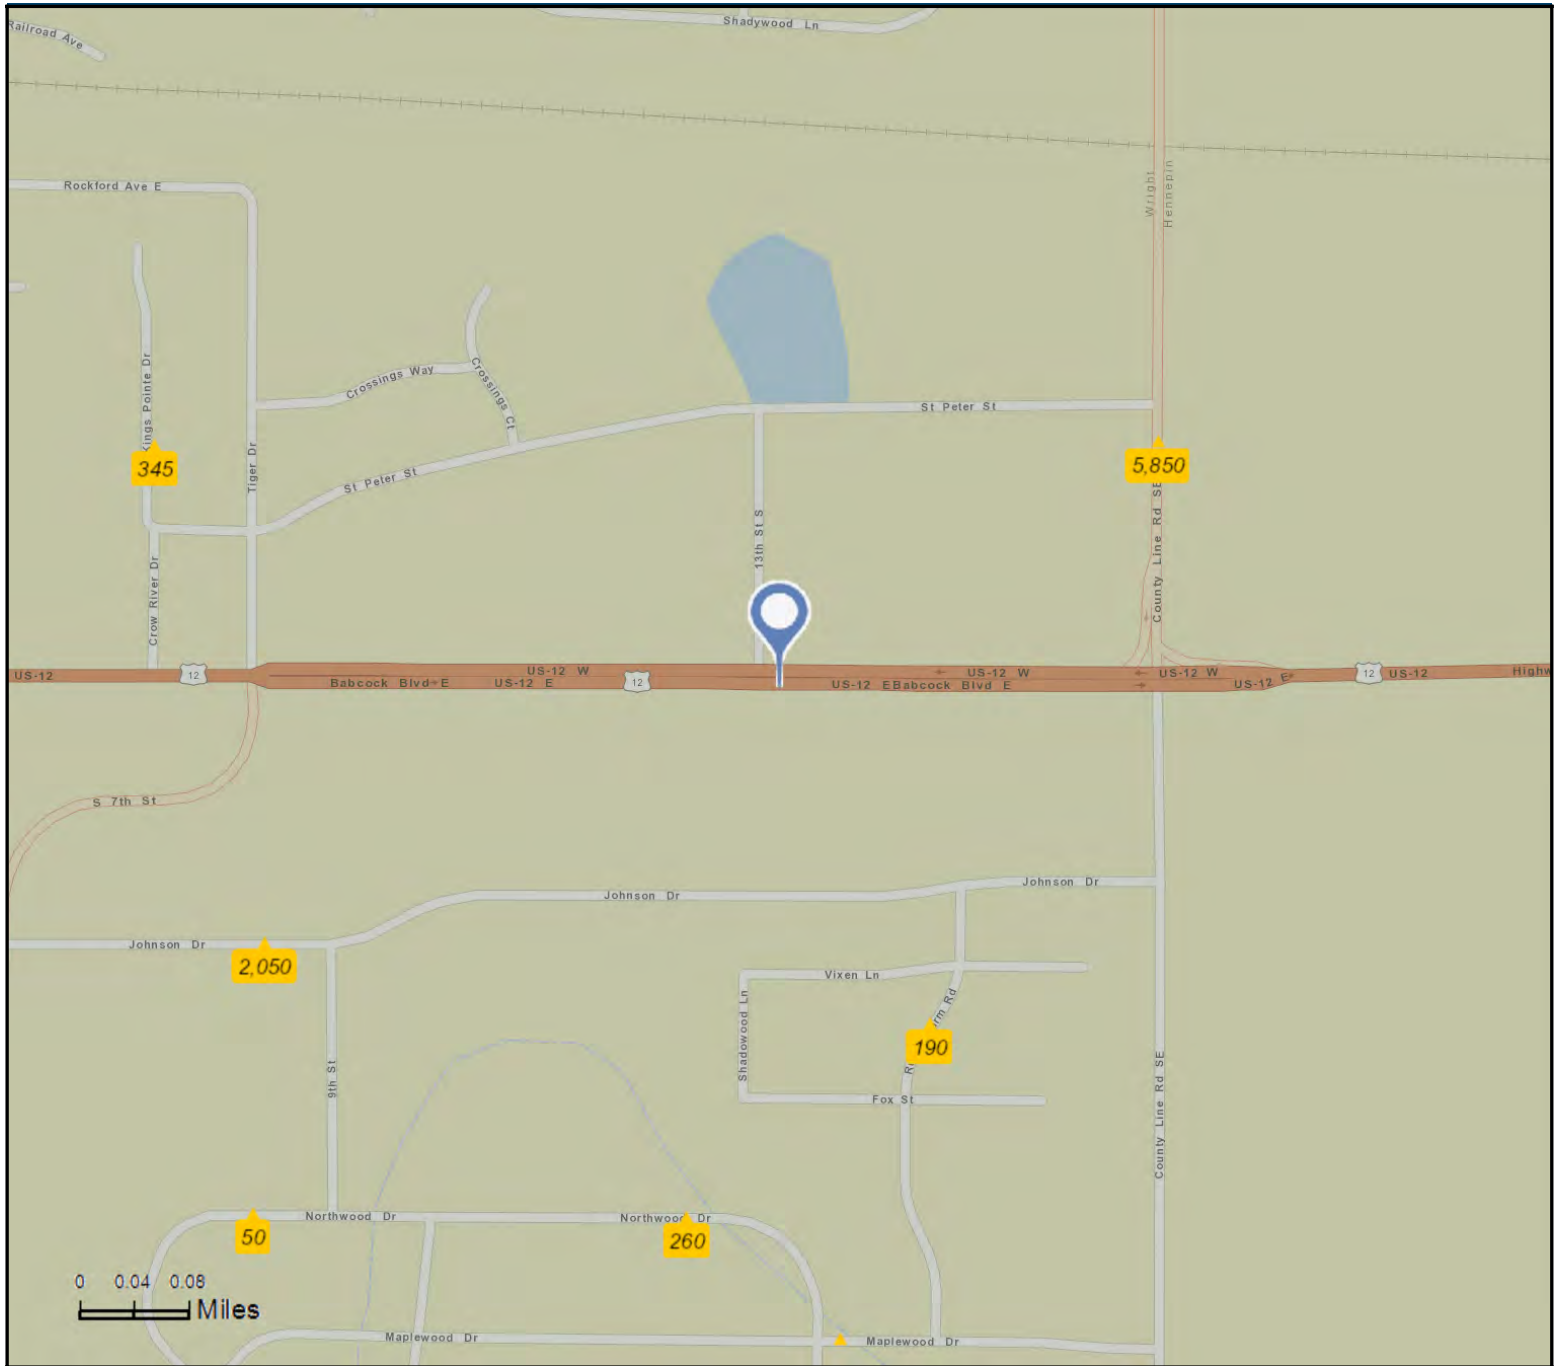 Railroad Ave
Shadywood Ln
Rockford Ave E
Wright
Hennepin
Kings Pointe Dr
Crossings Way
Crossings Ct
St Peter St
St Peter St
Tiger Dr
345
5,850
13th St S
County Line Rd SE
Crow River Dr
US-12
12
US-12 W
Babcock Blvd E
US-12 E
12
US-12 W
US-12 E
Babcock Blvd E
US-12 W
US-12 E
12
US-12
Highw
S 7th St
Johnson Dr
Johnson Dr
Johnson Dr
2,050
Vixen Ln
Shadowood Ln
rm Rd
190
9th St
Fox St
County Line Rd SE
Northwood Dr
Northwood Dr
50
260
0 0.04 0.08
Miles
Maplewood Dr
Maplewood Dr